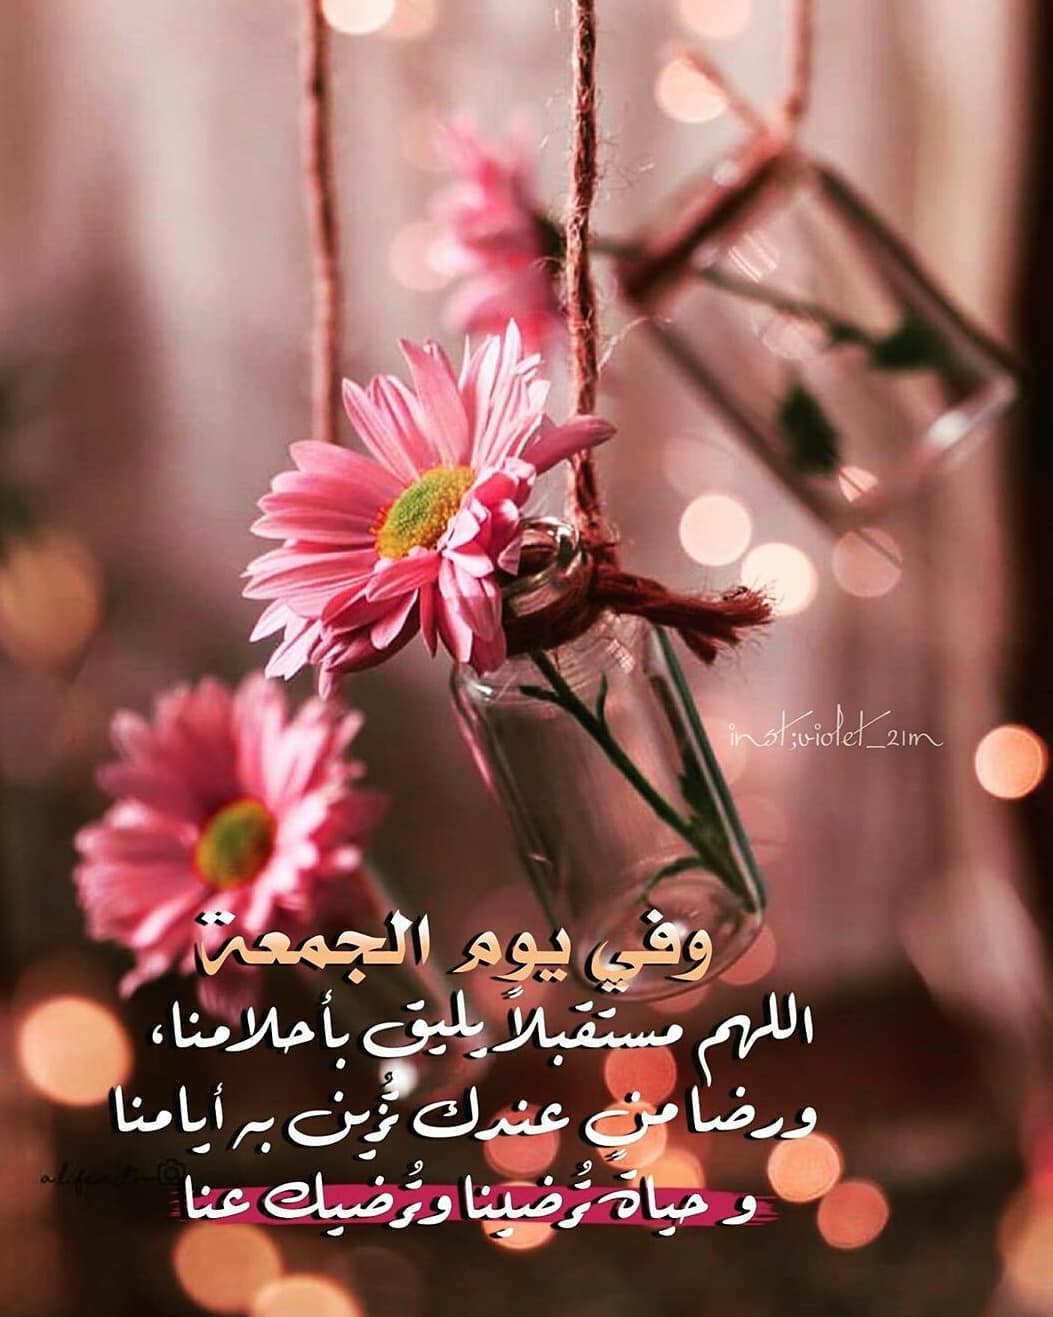 inst;violet_21m
وفي يوم الجمعة
اللهم مستقبلاً يليق بأحلامنا،
ورضا من عندك تُزين به أيامنا
و حياة تُرضينا وتُرضيك عنا